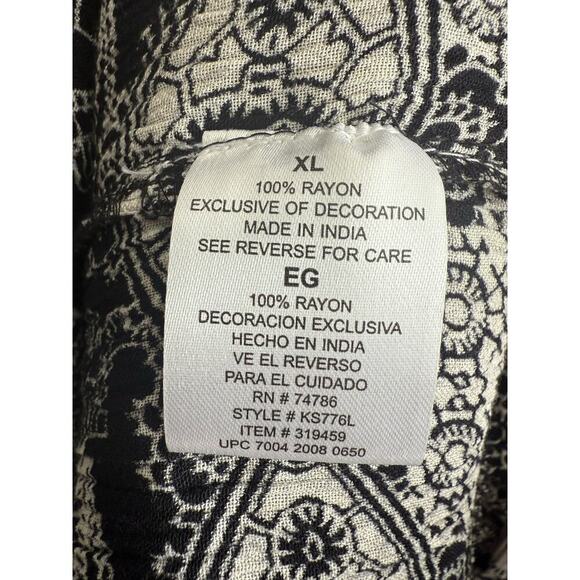 XL
100% RAYON
EXCLUSIVE OF DECORATION
MADE IN INDIA
SEE REVERSE FOR CARE
EG
100% RAYON
DECORACION EXCLUSIVA
HECHO EN INDIA
VE EL REVERSO
PARA EL CUIDADO
RN # 74786
STYLE # KS776L
ITEM # 319459
UPC 7004 2008 0650